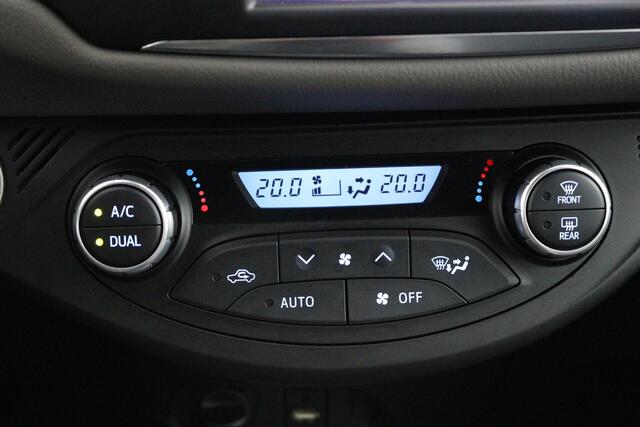 20.0 20.0
A/C
DUAL
FRONT
REAR
AUTO
OFF